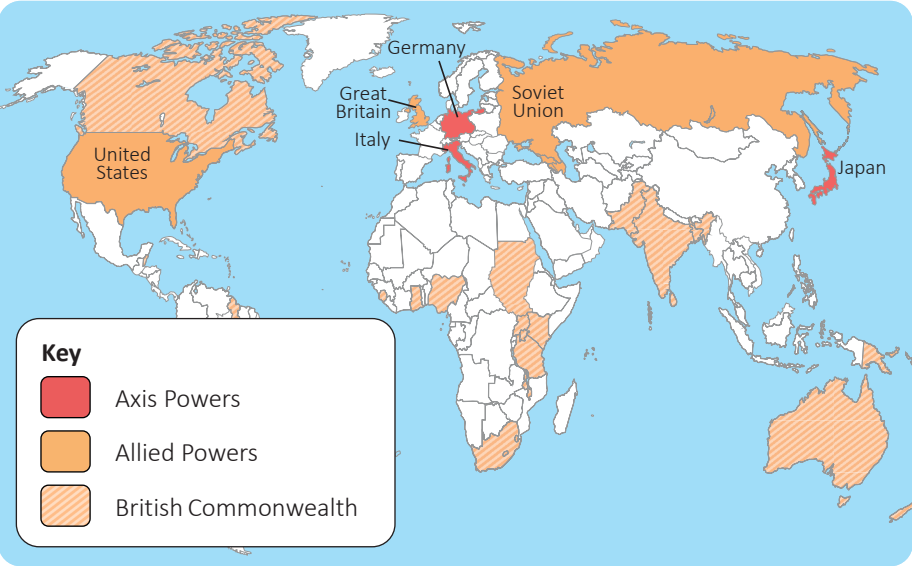 Germany
Great
Britain
Italy
Soviet
Union
United
States
Japan
Key
Axis Powers
Allied Powers
British Commonwealth